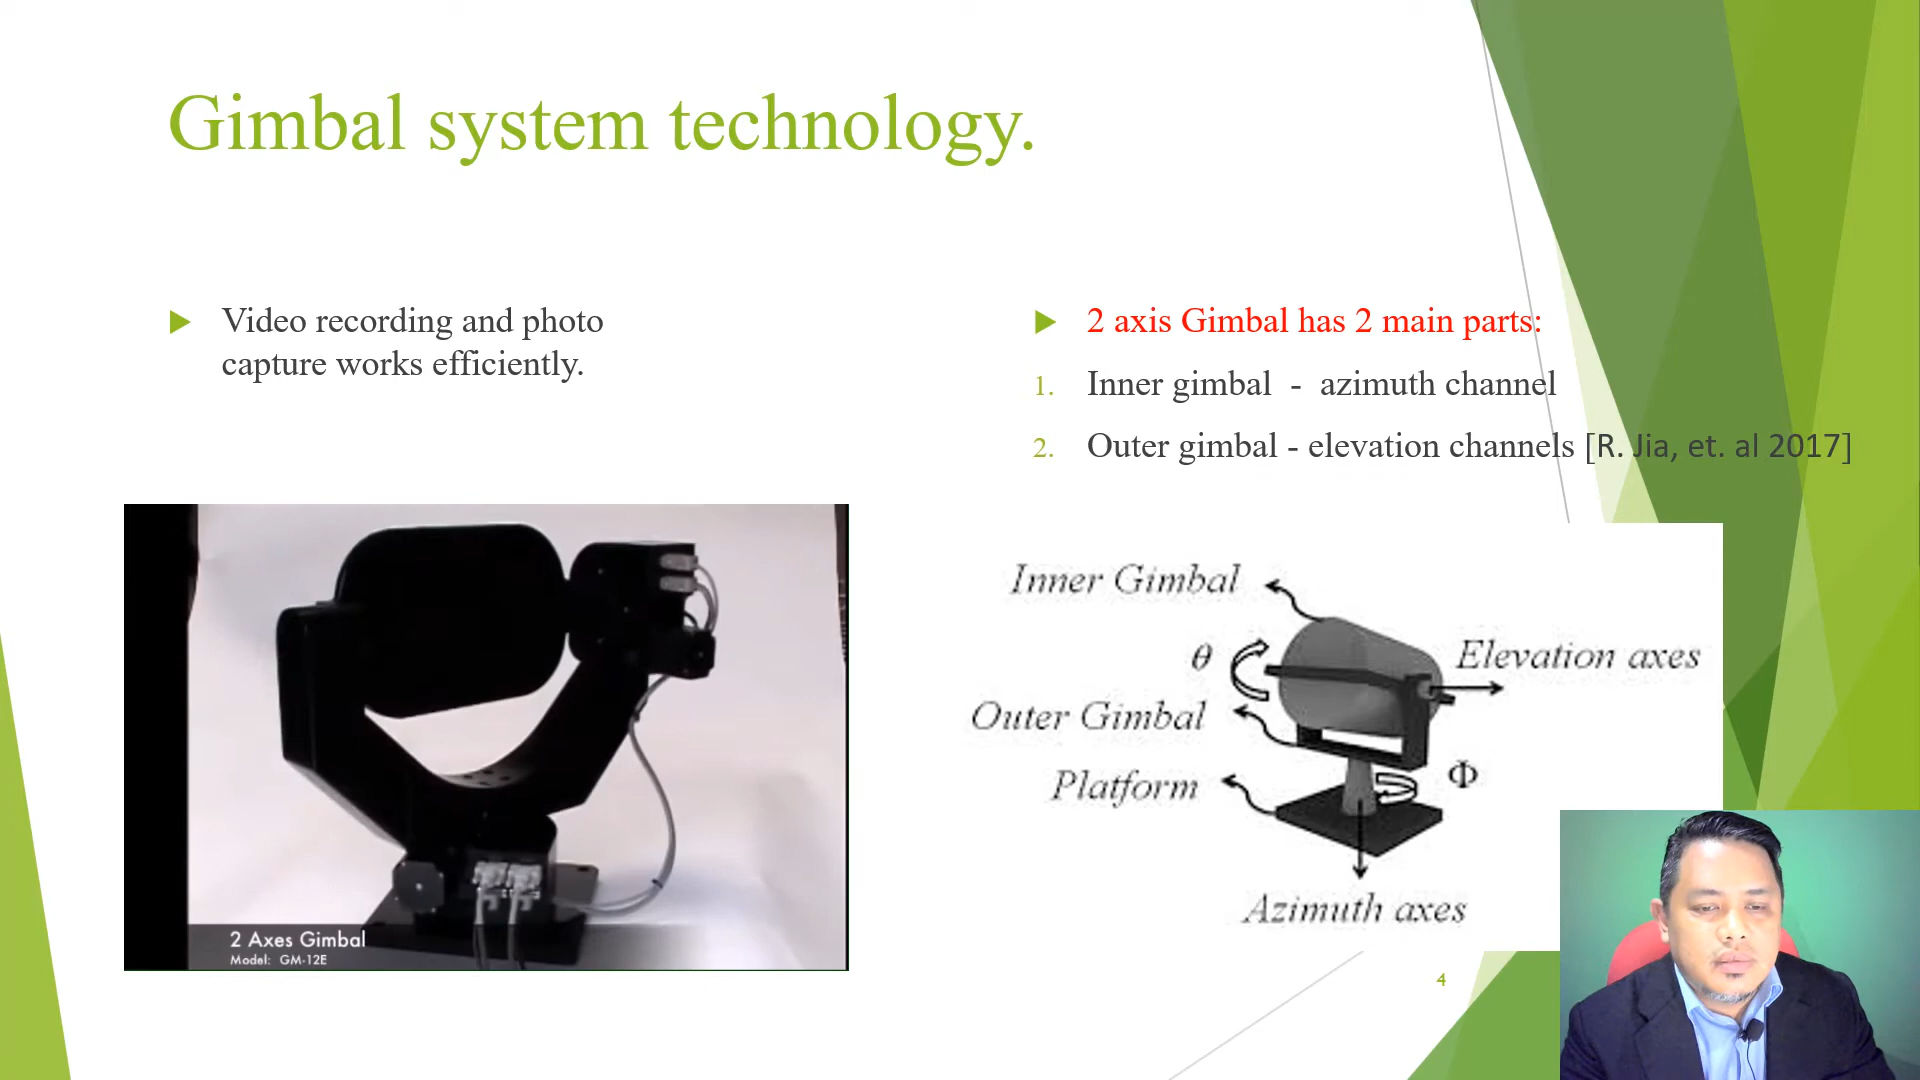 Gimbal system technology.
Video recording and photo
capture works efficiently.
2 axis Gimbal has 2 main parts:
1. Inner gimbal - azimuth channel
2. Outer gimbal - elevation channels [R. Jia, et. al 2017]
2 Axes Gimbal
Model: GM-12E
Inner Gimbal
θ
Elevation axes
Outer Gimbal
Platform
Φ
Azimuth axes
4